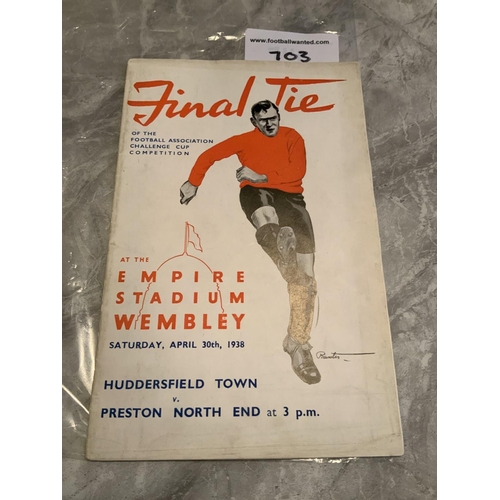 www.footballwanted.com
703
Final Tie
OF THE
FOOTBALL ASSOCIATION
CHALLENGE CUP
COMPETITION
AT THE
EMPIRE
STADIUM
WEMBLEY
SATURDAY, APRIL 30th, 1938
HUDDERSFIELD TOWN
v.
PRESTON NORTH END at 3 p.m.